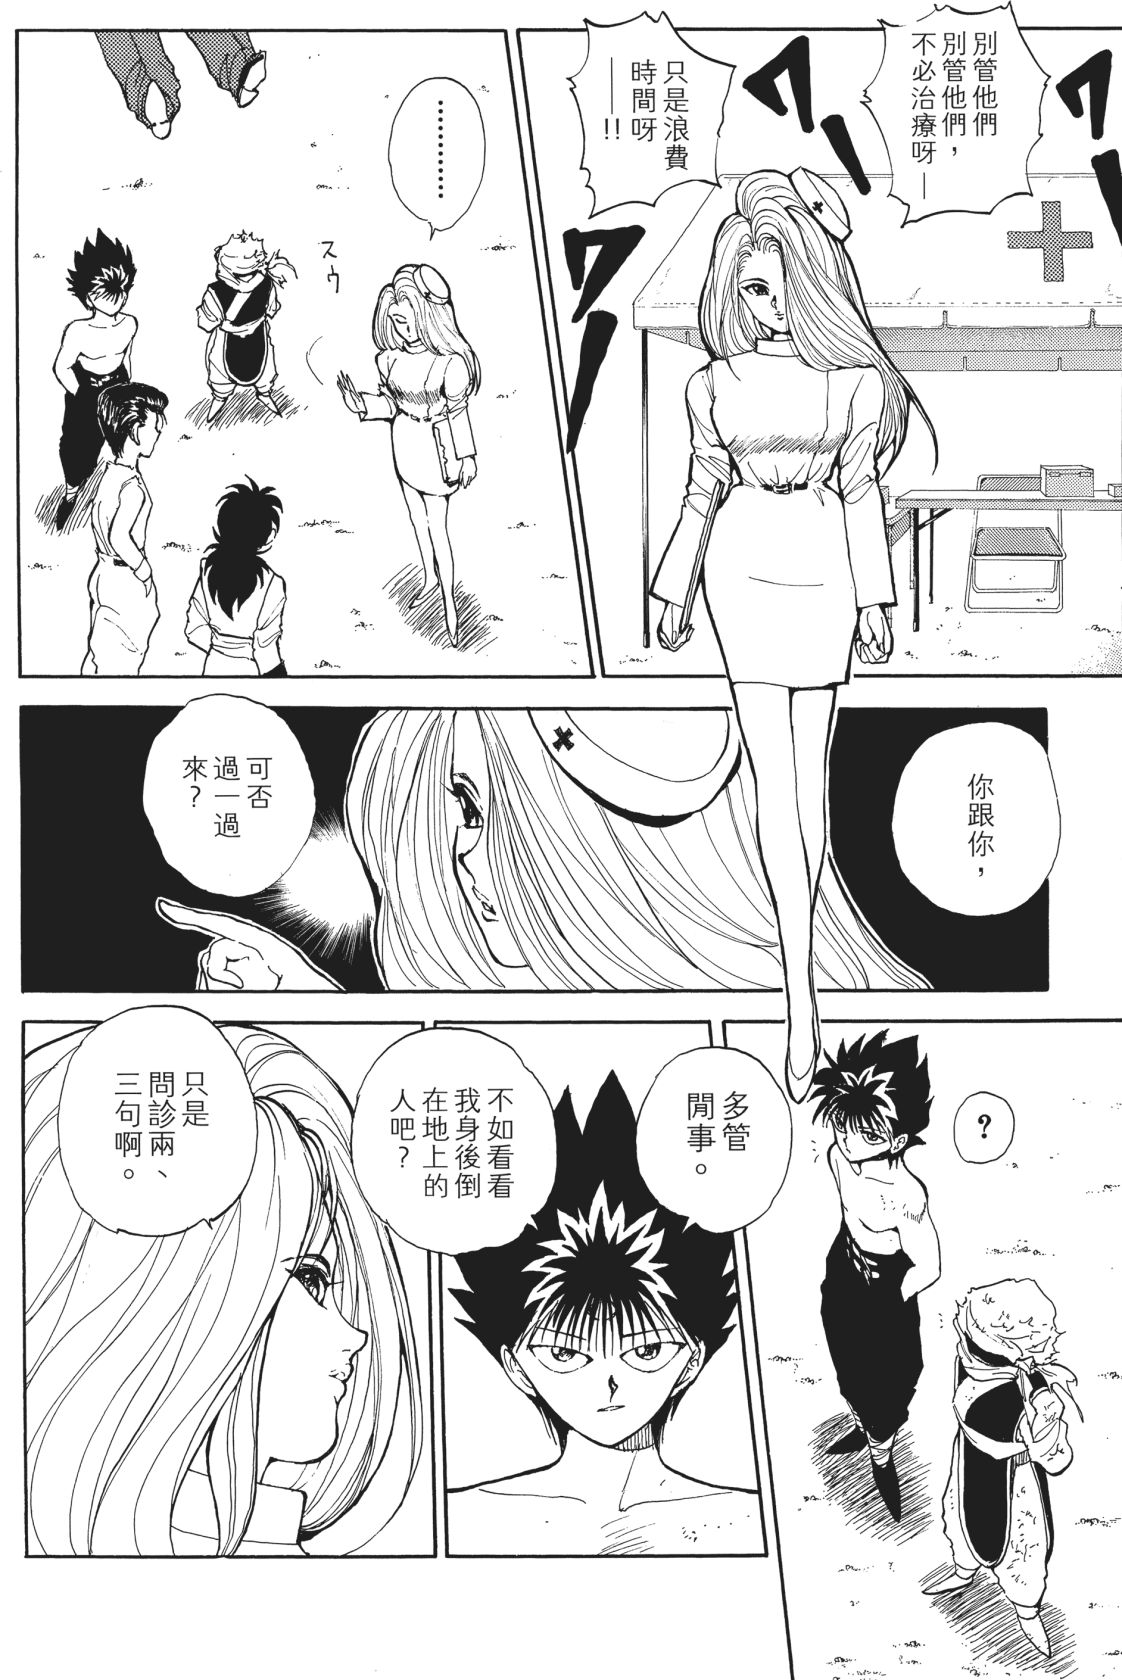 別管他們
別管他們，
不必治療呀—
只是浪費
時間呀
——!!
ワ
ー
ワ
ー
………
スウ
你跟你，
可否
過一過
來？
？
多管
閒事。
不如看看
我身後倒
在地上的
人吧？
只是
問診兩、
三句啊。